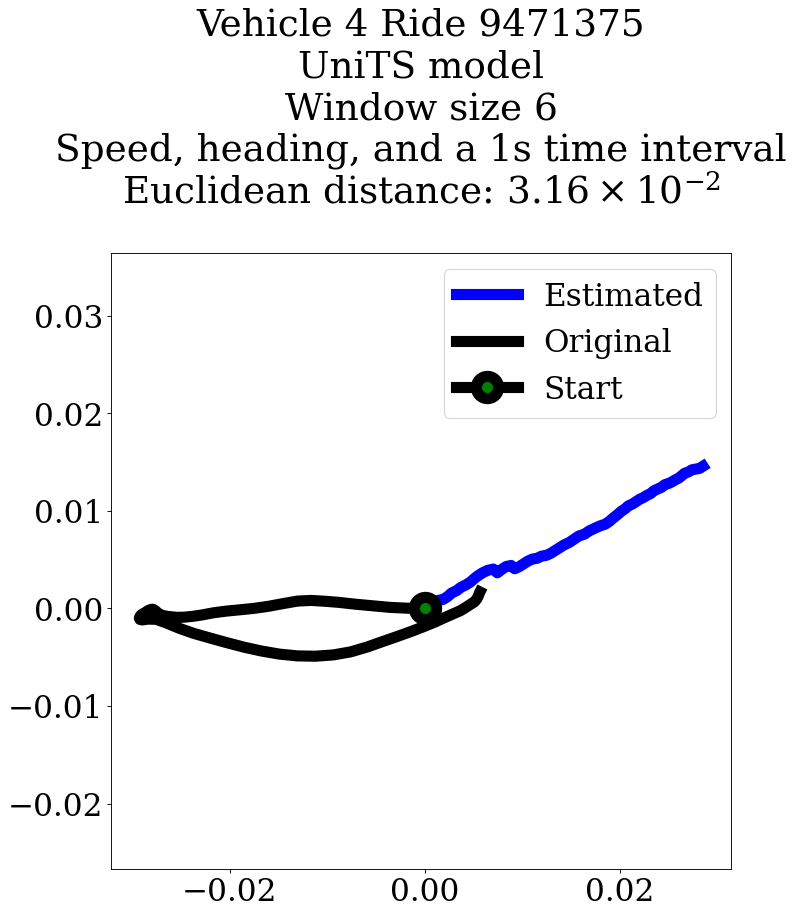 Vehicle 4 Ride 9471375
UniTS model
Window size 6
Speed, heading, and a 1s time interval
Euclidean distance: 3.16 × 10⁻²
Estimated
Original
Start
0.03
0.02
0.01
0.00
−0.01
−0.02
−0.02 0.00 0.02